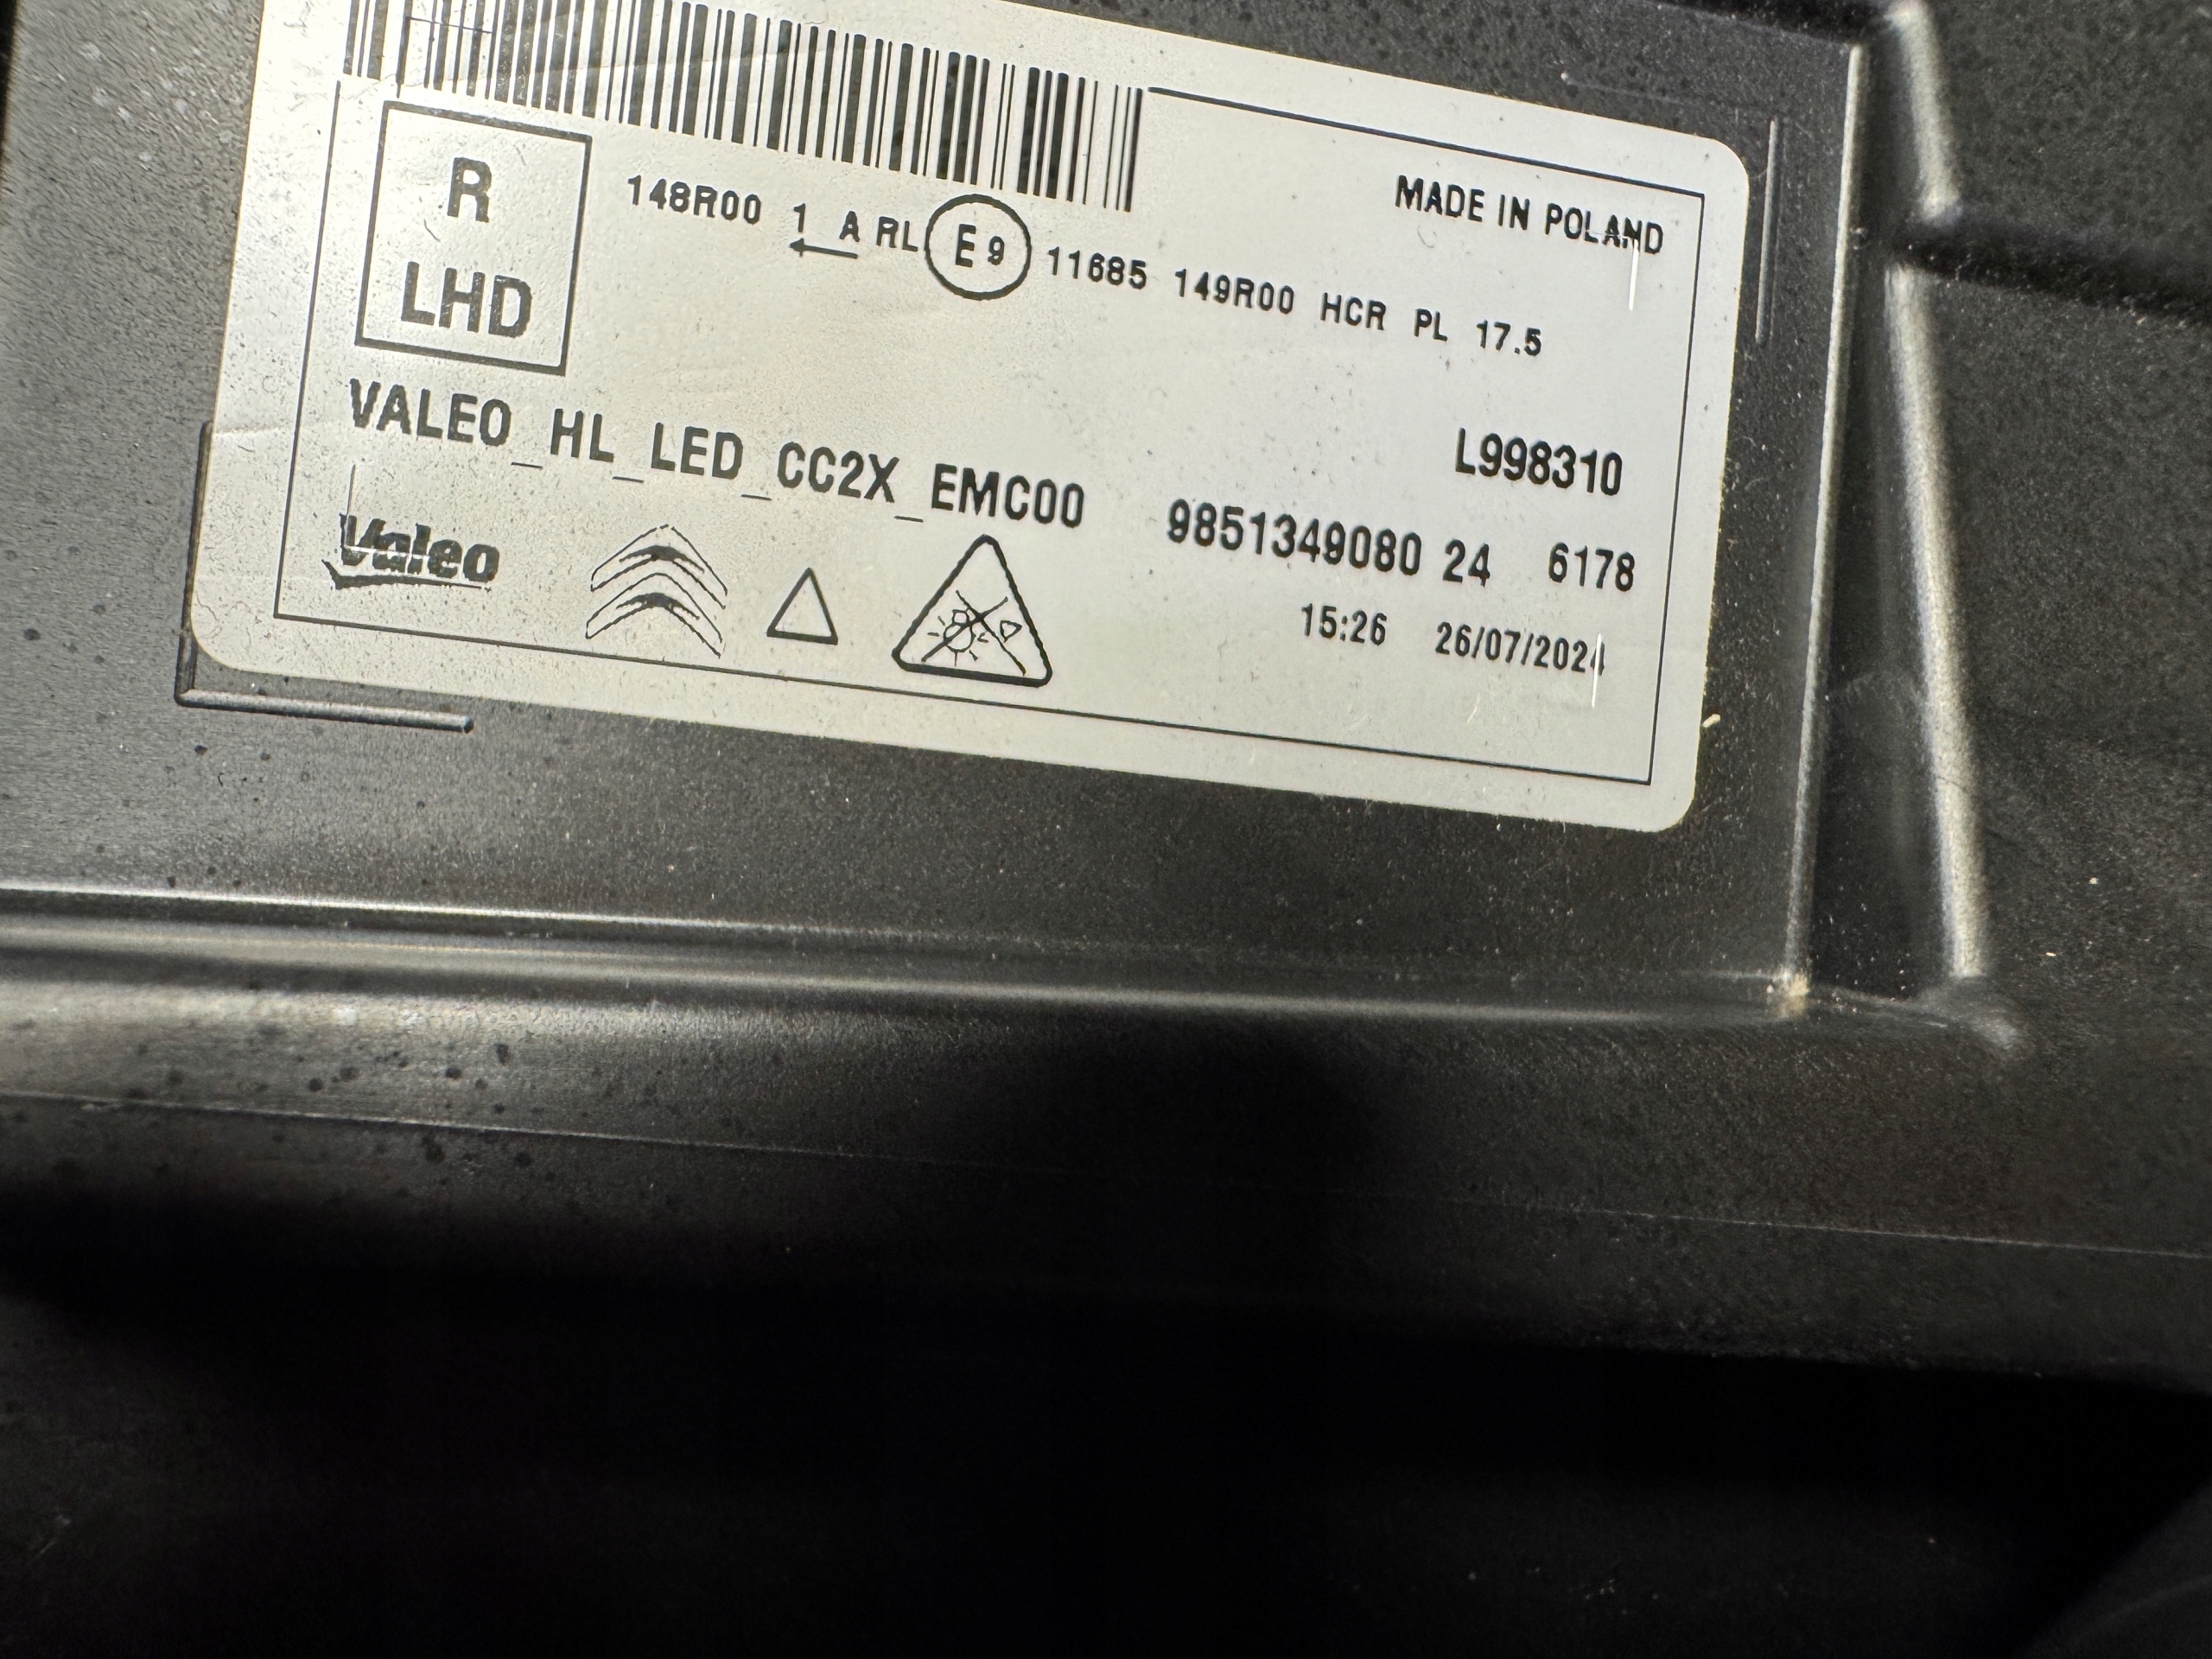 MADE IN POLAND
R
LHD
148R00 1 A RL E9 11685 149R00 HCR PL 17.5
L998310
VALEO_HL_LED_CC2X_EMC00 9851349080 24 6178
Valeo
15:26 26/07/2024